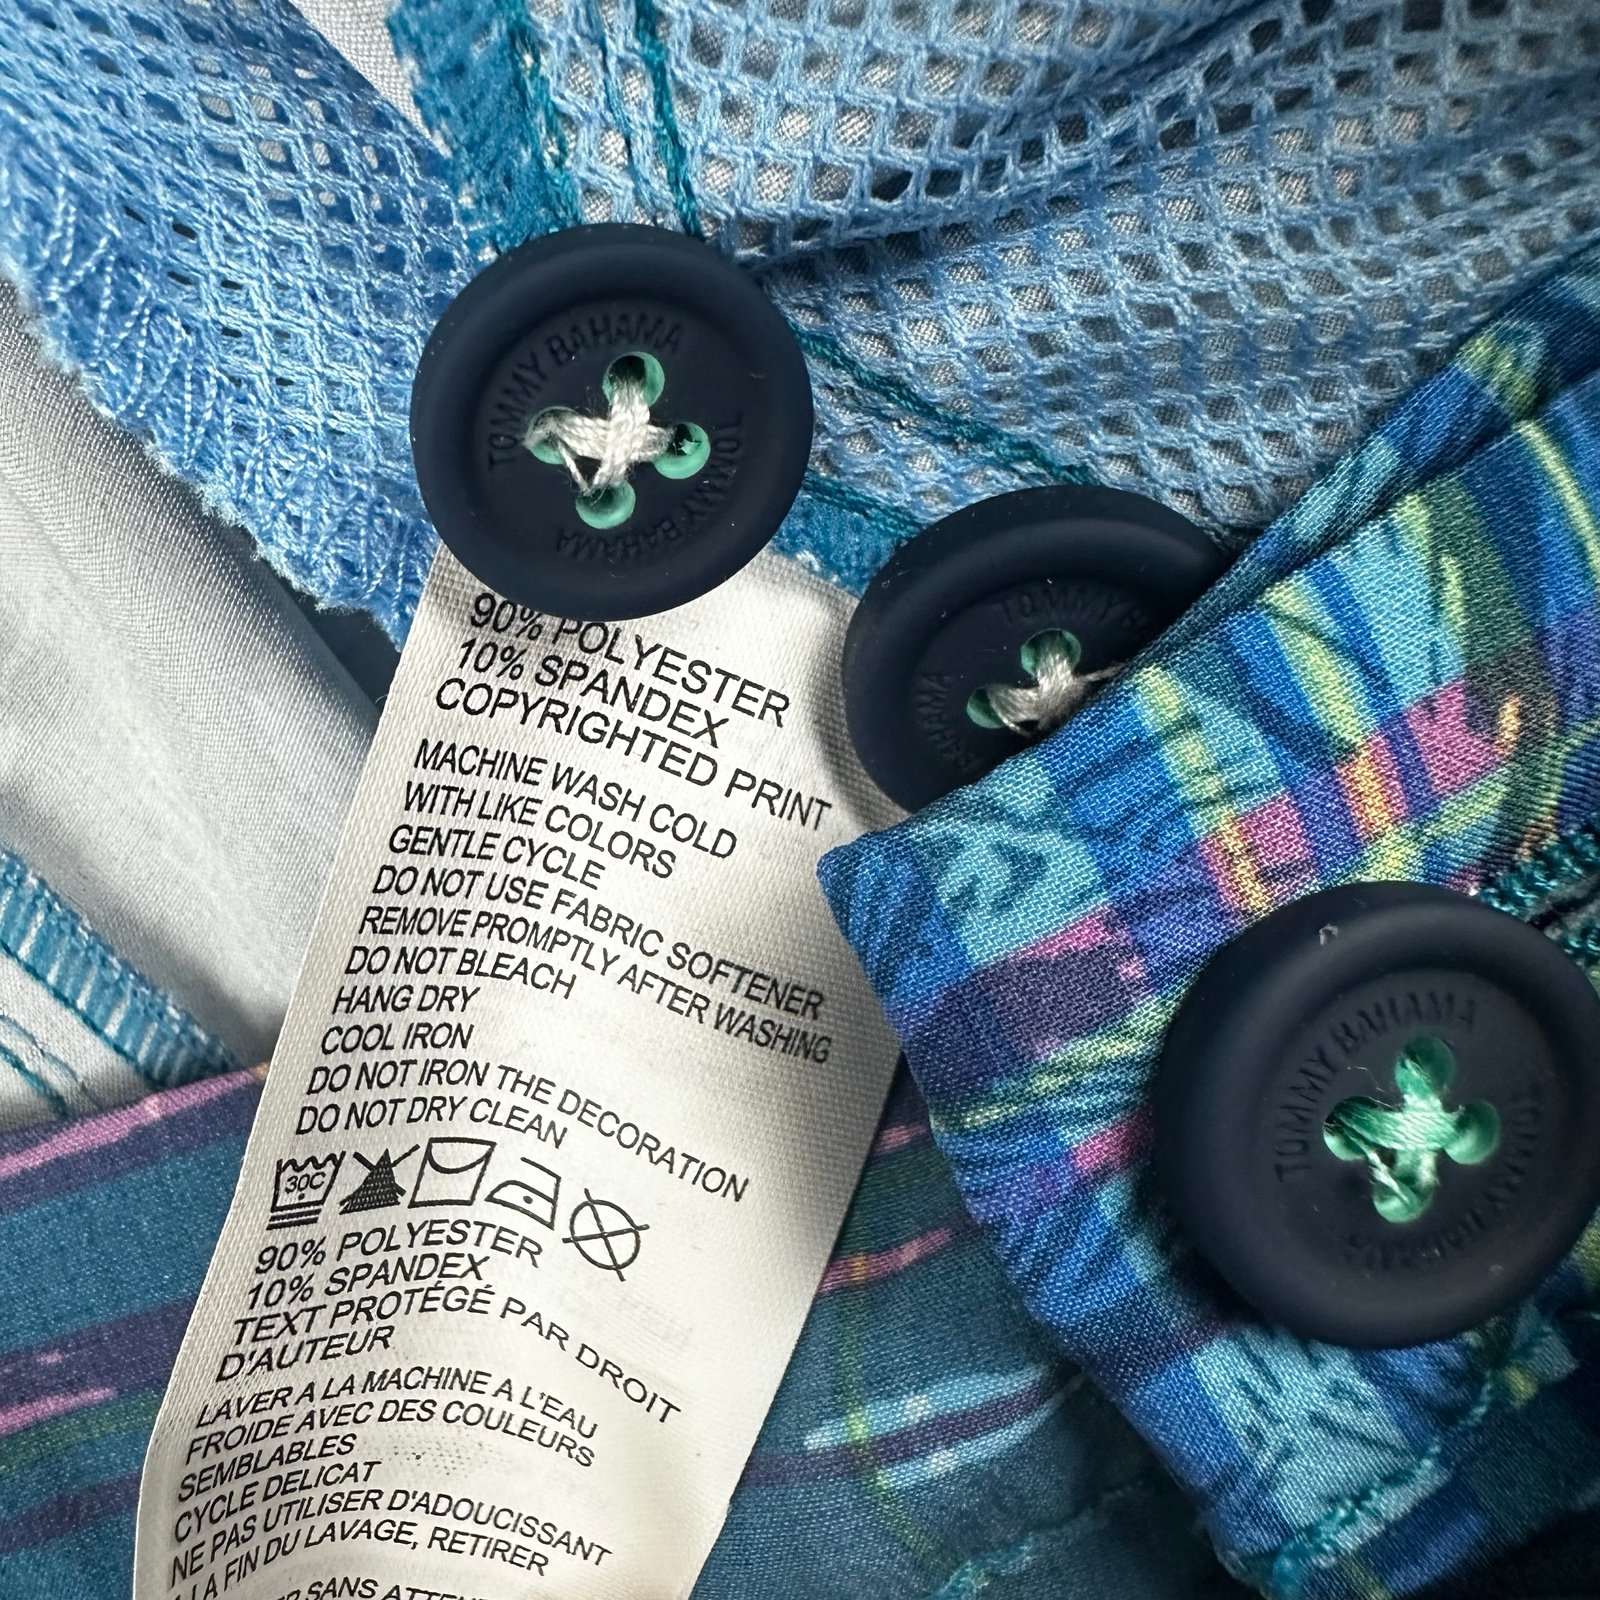 TOMMY BAHAMA
TOMMY BAHAMA
TOMMY
BAHAMA
90% POLYESTER
10% SPANDEX
COPYRIGHTED PRINT
MACHINE WASH COLD
WITH LIKE COLORS
GENTLE CYCLE
DO NOT USE FABRIC SOFTENER
REMOVE PROMPTLY AFTER WASHING
DO NOT BLEACH
HANG DRY
COOL IRON
DO NOT IRON THE DECORATION
DO NOT DRY CLEAN
30C
90% POLYESTER
10% SPANDEX
TEXT PROTÉGÉ PAR DROIT
D'AUTEUR
LAVER A LA MACHINE A L'EAU
FROIDE AVEC DES COULEURS
SEMBLABLES
CYCLE DELICAT
NE PAS UTILISER D'ADOUCISSANT
LA FIN DU LAVAGE, RETIRER
SANS
TOMMY BAHAMA
TOMMY BAHAMA